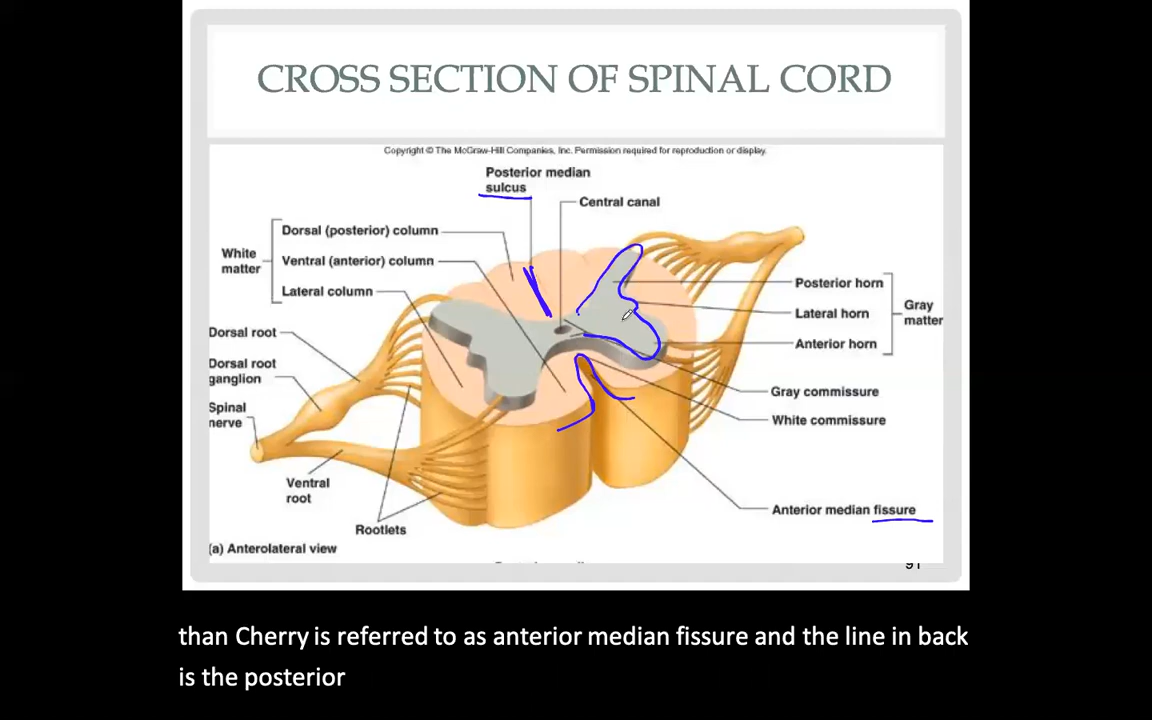 CROSS SECTION OF SPINAL CORD
Copyright © The McGraw-Hill Companies, Inc. Permission required for reproduction or display.
Posterior median
sulcus
Central canal
Dorsal (posterior) column
White
matter
Ventral (anterior) column
Lateral column
Posterior horn
Lateral horn
Gray
matter
Anterior horn
Dorsal root
Dorsal root
ganglion
Spinal
nerve
Gray commissure
White commissure
Ventral
root
Rootlets
Anterior median fissure
(a) Anterolateral view
91
than Cherry is referred to as anterior median fissure and the line in back
is the posterior